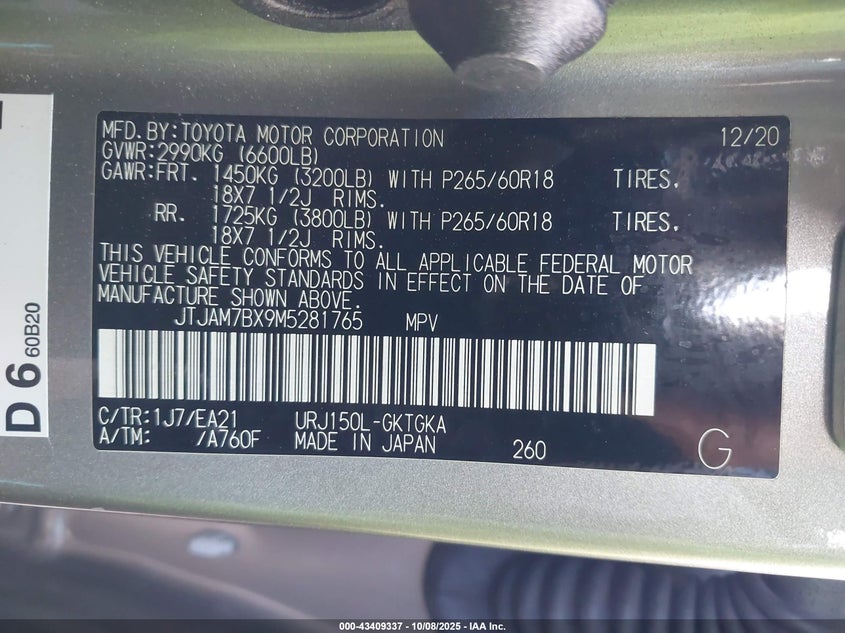 MFD.BY:TOYOTA MOTOR CORPORATION 12/20
GVWR:2990KG (6600LB)
GAWR:FRT. 1450KG (3200LB) WITH P265/60R18 TIRES.
18X7 1/2J RIMS.
RR. 1725KG (3800LB) WITH P265/60R18 TIRES.
18X7 1/2J RIMS.
THIS VEHICLE CONFORMS TO ALL APPLICABLE FEDERAL MOTOR
VEHICLE SAFETY STANDARDS IN EFFECT ON THE DATE OF
MANUFACTURE SHOWN ABOVE.
JTJAM7BX9M5281765 MPV
C/TR:1J7/EA21 URJ150L-GKTGKA
A/TM: /A760F MADE IN JAPAN 260 G
D 6 60B20
000-43409337 - 10/08/2025 - IAA Inc.